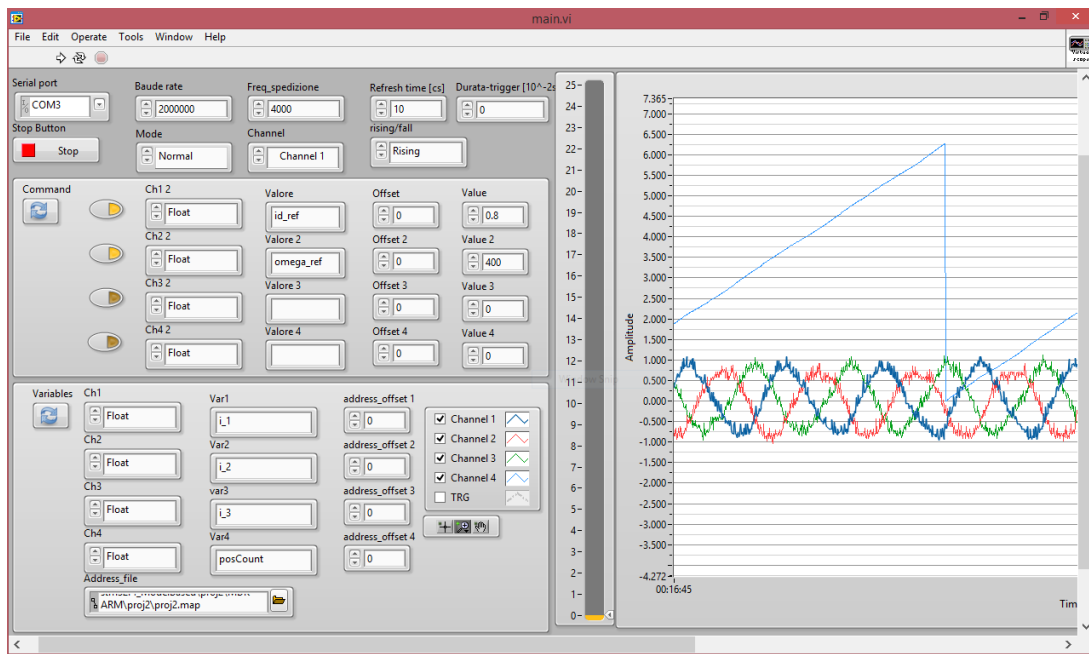 main.vi
File Edit Operate Tools Window Help
Serial port Baude rate Freq_spedizione Refresh time [cs] Durata-trigger [10^-2s
COM3 2000000 4000 10 0
Stop Button Mode Channel rising/fall
Stop Normal Channel 1 Rising
Command Ch1 2 Valore Offset Value
Float id_ref 0 0.8
Ch2 2 Valore 2 Offset 2 Value 2
Float omega_ref 0 400
Ch3 2 Valore 3 Offset 3 Value 3
Float 0 0
Ch4 2 Valore 4 Offset 4 Value 4
Float 0 0
Variables Ch1 Var1 address_offset 1
Float i_1 0
Ch2 Var2 address_offset 2
Float i_2 0
Ch3 var3 address_offset 3
Float i_3 0
Ch4 Var4 address_offset 4
Float posCount 0
Channel 1
Channel 2
Channel 3
Channel 4
TRG
Address_file
ARM\proj2\proj2.map
25
24
23
22
21
20
19
18
17
16
15
14
13
12
11
10
9
8
7
6
5
4
3
2
1
0
Amplitude
7.365
7.000
6.500
6.000
5.500
5.000
4.500
4.000
3.500
3.000
2.500
2.000
1.500
1.000
0.500
0.000
-0.500
-1.000
-1.500
-2.000
-2.500
-3.000
-3.500
-4.272
00:16:45
Tim